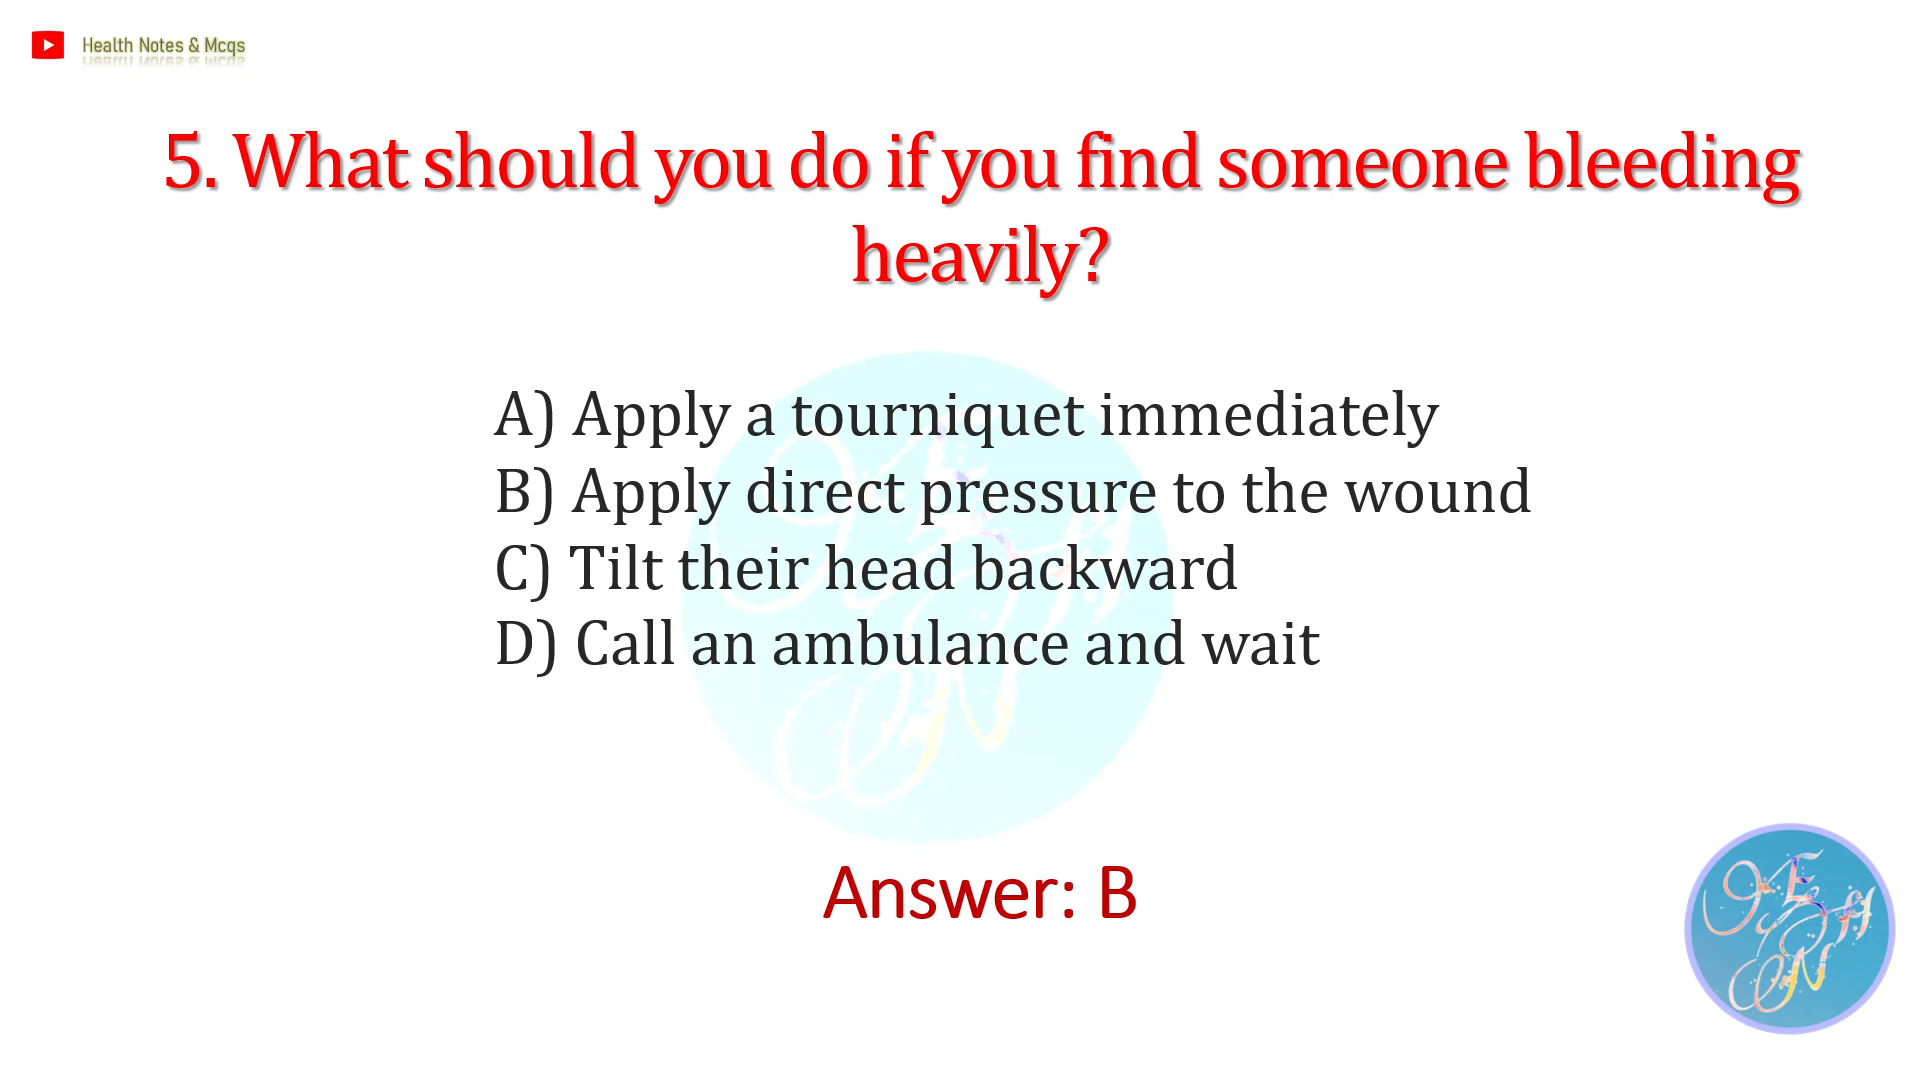 Health Notes & Mcqs
5. What should you do if you find someone bleeding
heavily?
A) Apply a tourniquet immediately
B) Apply direct pressure to the wound
C) Tilt their head backward
D) Call an ambulance and wait
Answer: B